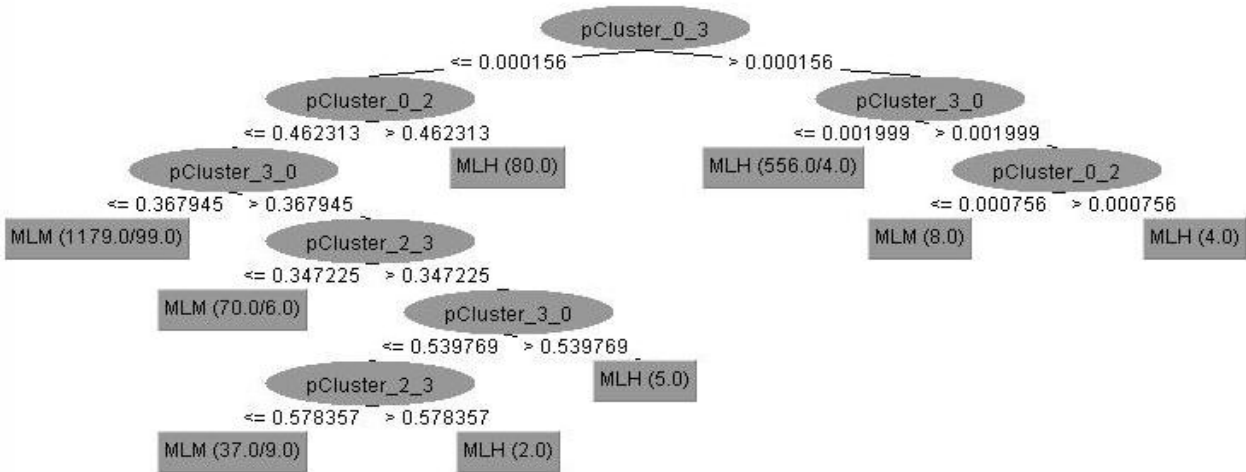 pCluster_0_3
<= 0.000156 > 0.000156
pCluster_0_2 pCluster_3_0
<= 0.462313 > 0.462313 <= 0.001999 > 0.001999
pCluster_3_0 MLH (80.0) MLH (556.0/4.0) pCluster_0_2
<= 0.367945 > 0.367945 <= 0.000756 > 0.000756
MLM (1179.0/99.0) pCluster_2_3 MLM (8.0) MLH (4.0)
<= 0.347225 > 0.347225
MLM (70.0/6.0) pCluster_3_0
<= 0.539769 > 0.539769
pCluster_2_3 MLH (5.0)
<= 0.578357 > 0.578357
MLM (37.0/9.0) MLH (2.0)